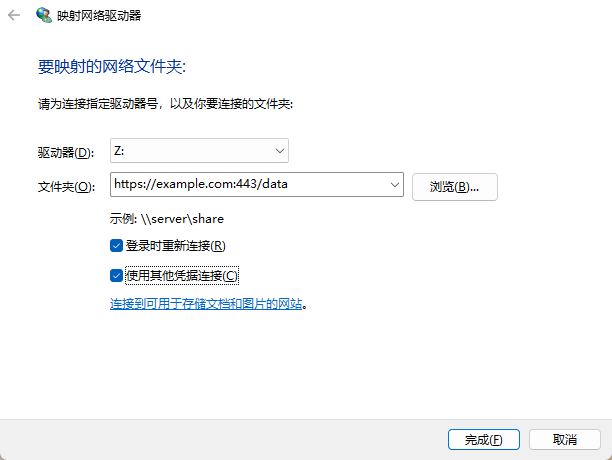 映射网络驱动器
要映射的网络文件夹:
请为连接指定驱动器号，以及你要连接的文件夹:
驱动器(D): Z:
文件夹(O): https://example.com:443/data 浏览(B)...
示例: \\server\share
登录时重新连接(R)
使用其他凭据连接(C)
连接到可用于存储文档和图片的网站。
完成(F) 取消